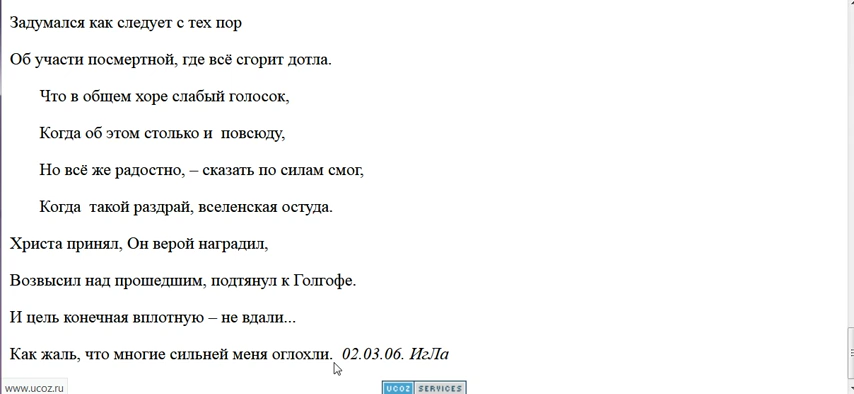 Задумался как следует с тех пор
Об участи посмертной, где всё сгорит дотла.
Что в общем хоре слабый голосок,
Когда об этом столько и  повсюду,
Но всё же радостно, – сказать по силам смог,
Когда  такой раздрай, вселенская остуда.
Христа принял, Он верой наградил,
Возвысил над прошедшим, подтянул к Голгофе.
И цель конечная вплотную – не вдали...
Как жаль, что многие сильней меня оглохли.  02.03.06. ИгЛа
www.ucoz.ru
UCOZ SERVICES